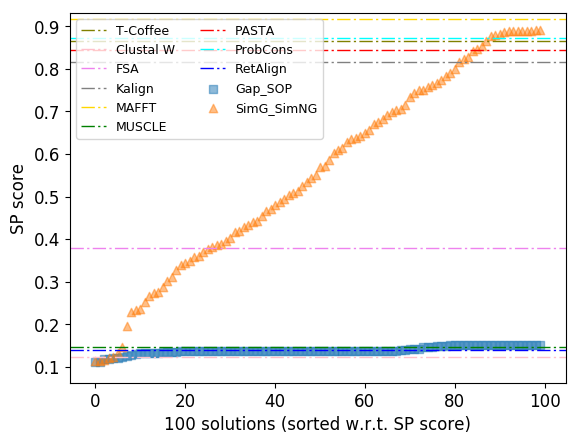 0.9
0.8
0.7
0.6
0.5
0.4
0.3
0.2
0.1
SP score
T-Coffee
Clustal W
FSA
Kalign
MAFFT
MUSCLE
PASTA
ProbCons
RetAlign
Gap_SOP
SimG_SimNG
0 20 40 60 80 100
100 solutions (sorted w.r.t. SP score)